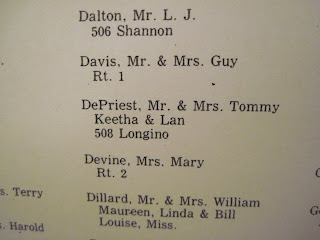 Dalton, Mr. L. J.
506 Shannon
Davis, Mr. & Mrs. Guy
Rt. 1
DePriest, Mr. & Mrs. Tommy
Keetha & Lan
508 Longino
Devine, Mrs. Mary
Rt. 2
s. Terry
Dillard, Mr. & Mrs. William
Maureen, Linda & Bill
Louise, Miss.
s. Harold